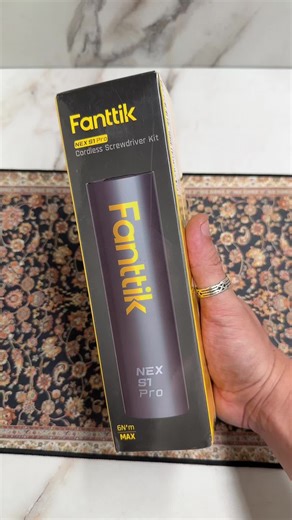 Fanttik
NEX S1 Pro
Cordless Screwdriver Kit
Fanttik
NEX
S1
Pro
6N*m
MAX